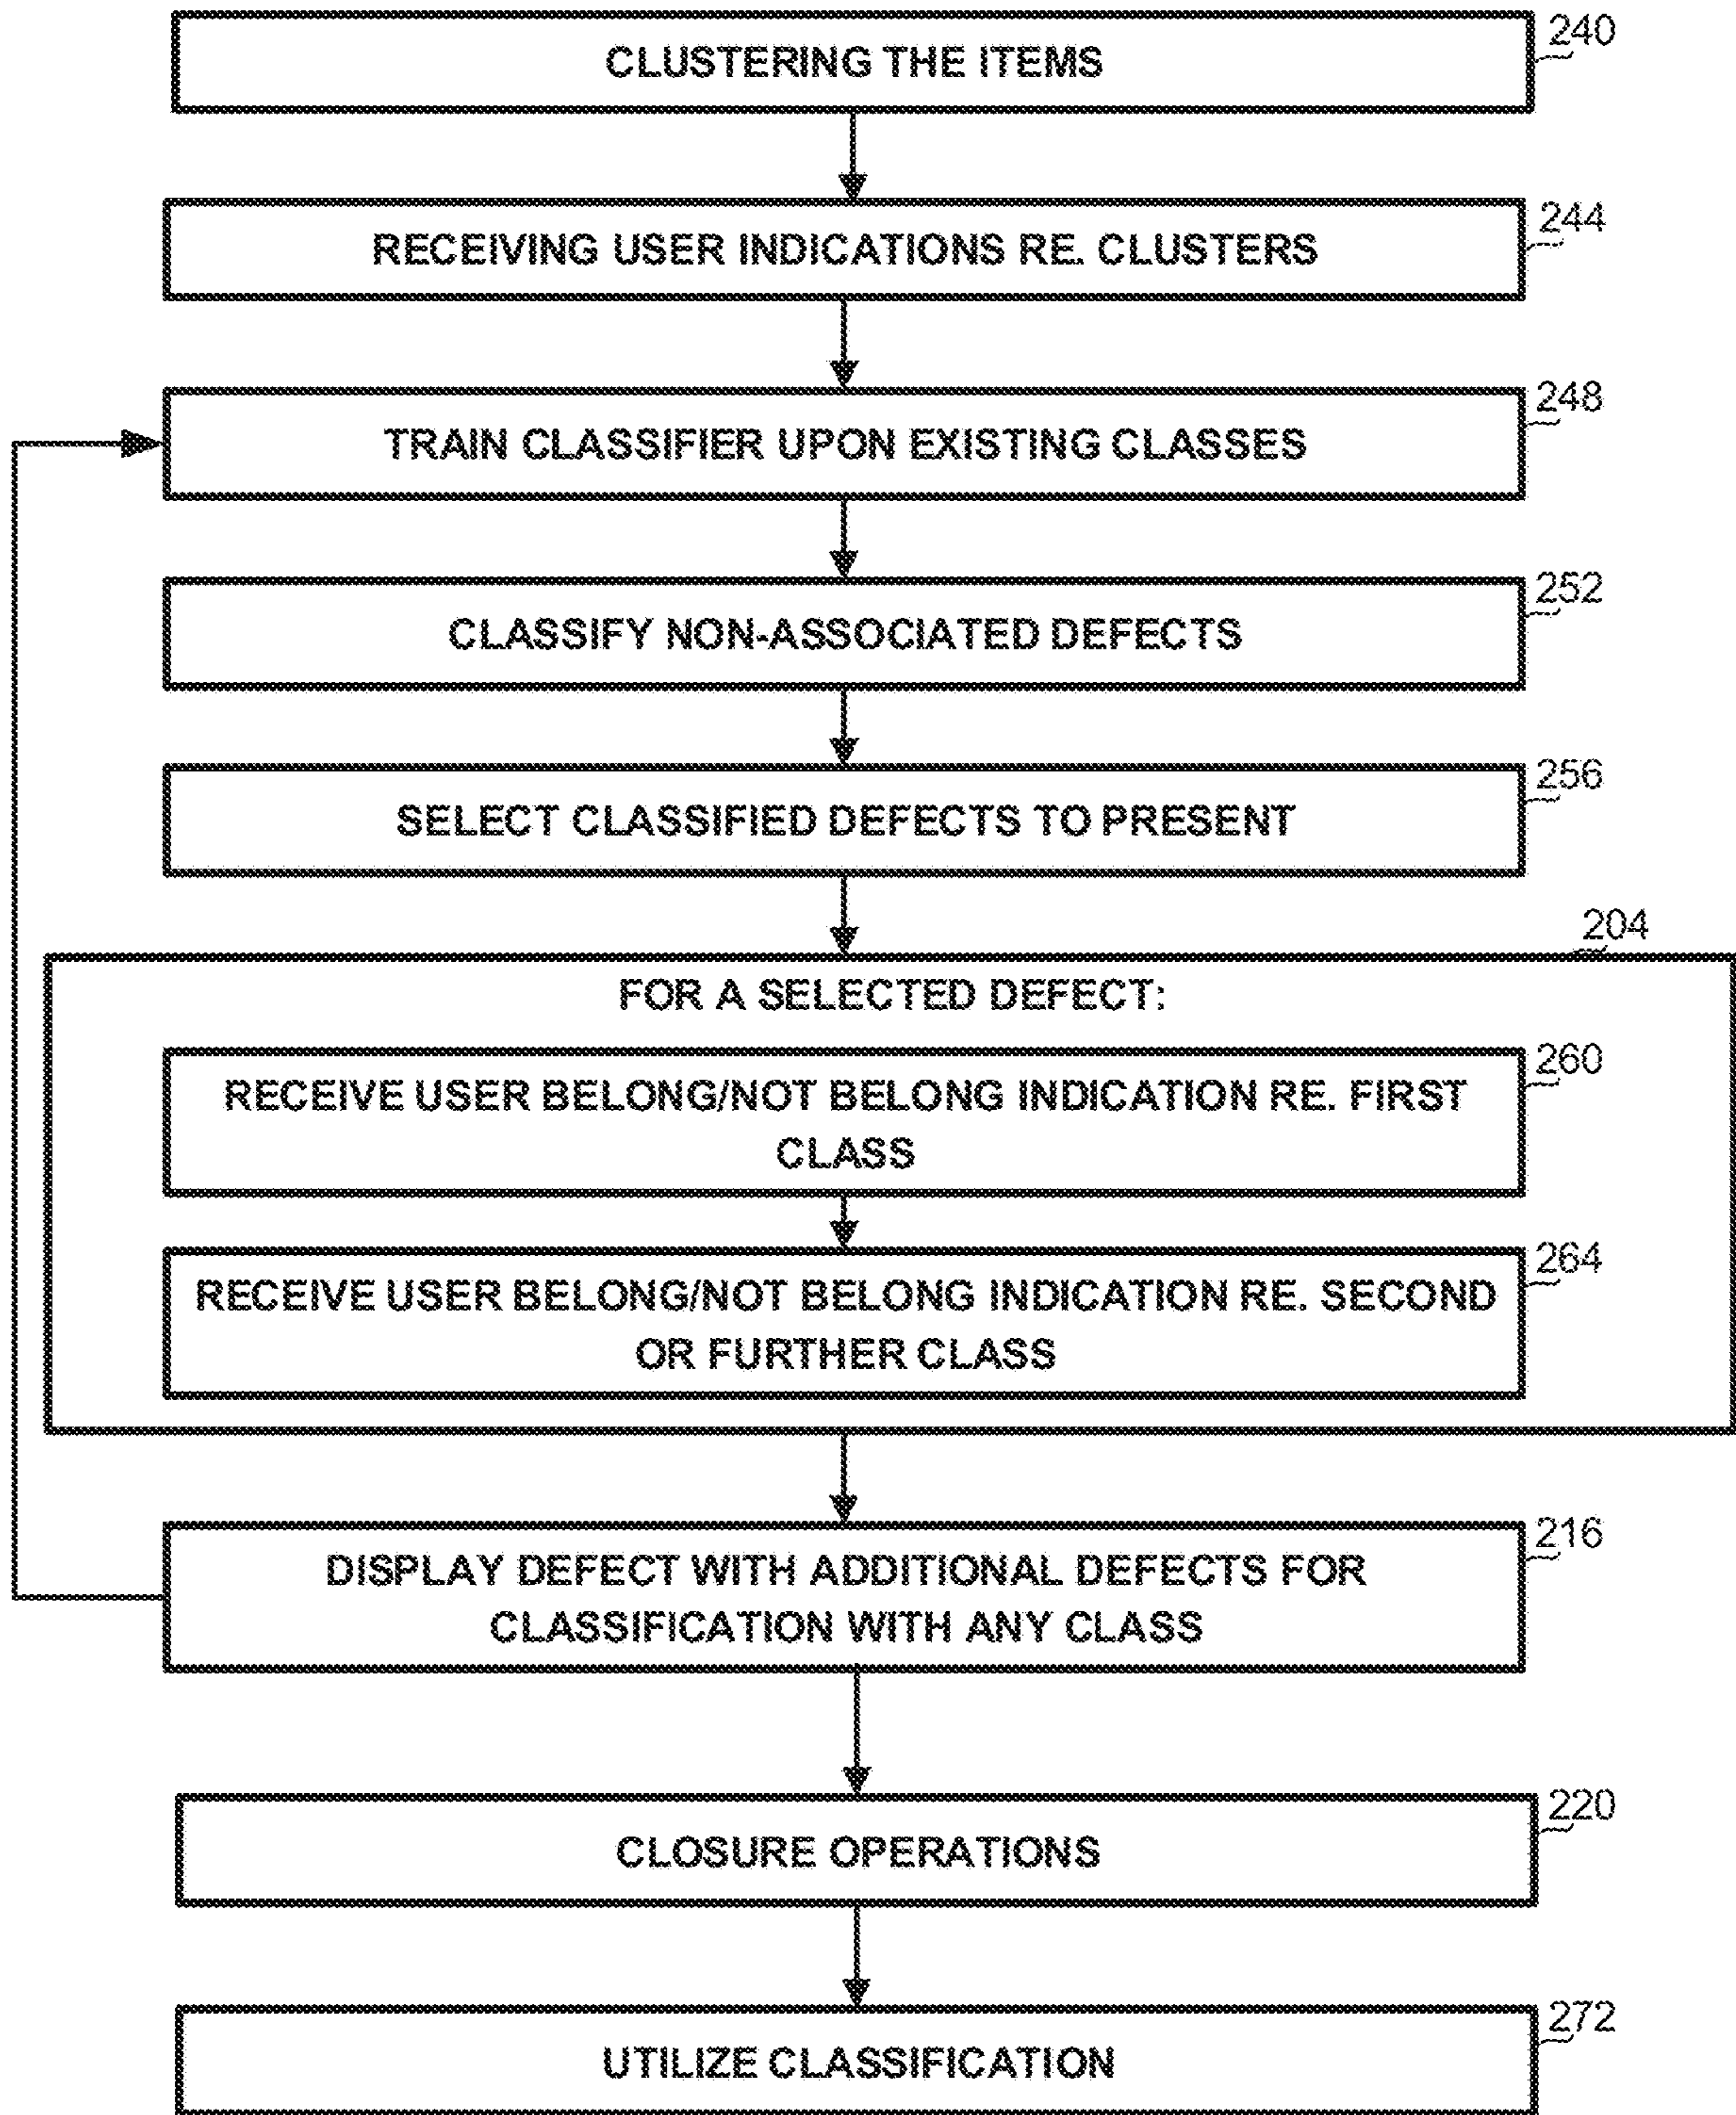 240
CLUSTERING THE ITEMS
244
RECEIVING USER INDICATIONS RE. CLUSTERS
248
TRAIN CLASSIFIER UPON EXISTING CLASSES
252
CLASSIFY NON-ASSOCIATED DEFECTS
256
SELECT CLASSIFIED DEFECTS TO PRESENT
204
FOR A SELECTED DEFECT:
260
RECEIVE USER BELONG/NOT BELONG INDICATION RE. FIRST
CLASS
264
RECEIVE USER BELONG/NOT BELONG INDICATION RE. SECOND
OR FURTHER CLASS
216
DISPLAY DEFECT WITH ADDITIONAL DEFECTS FOR
CLASSIFICATION WITH ANY CLASS
220
CLOSURE OPERATIONS
272
UTILIZE CLASSIFICATION